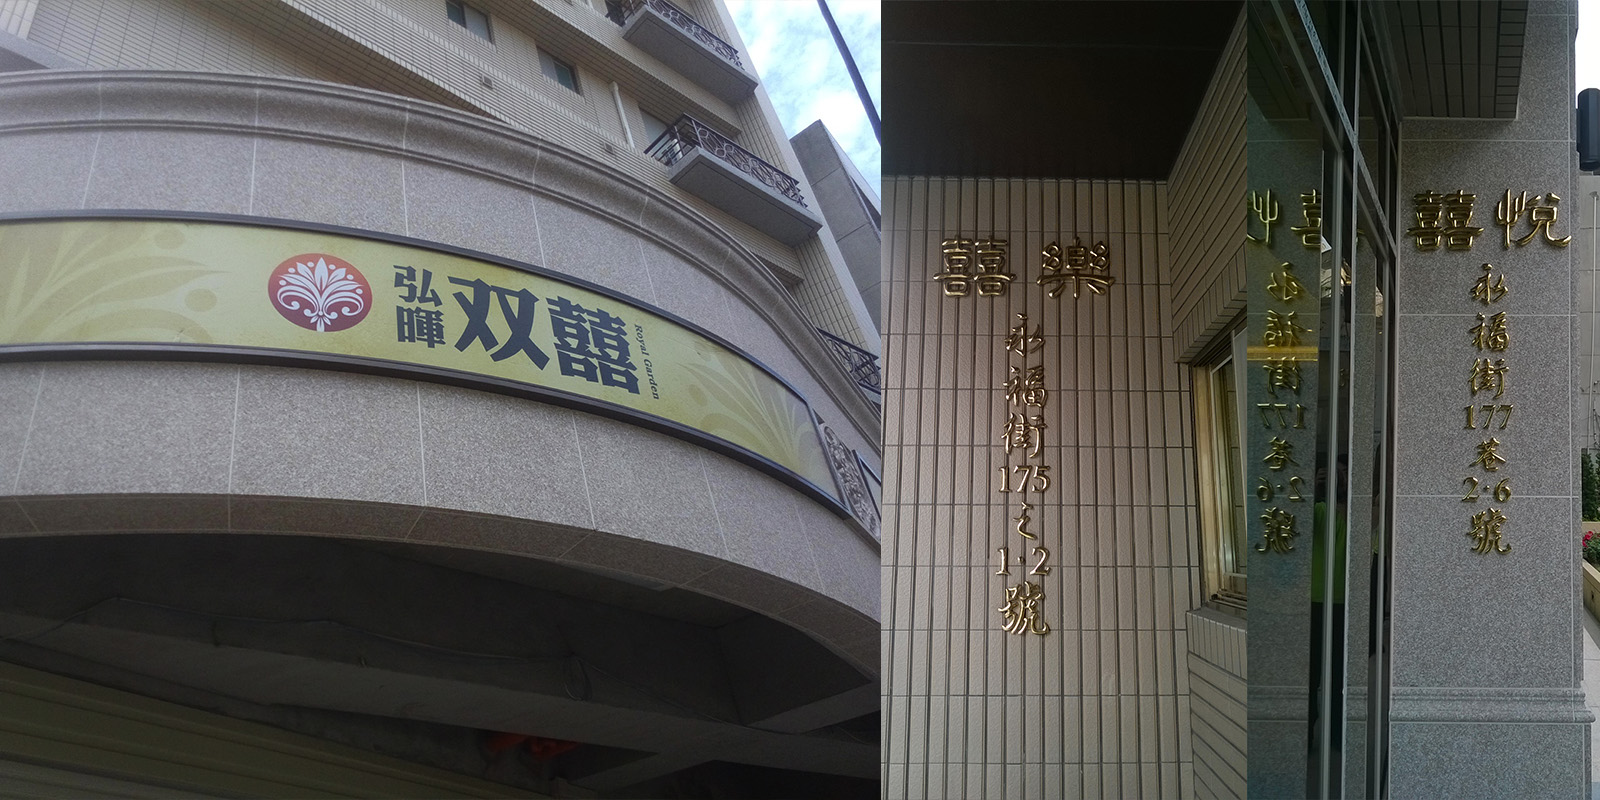 弘暉
双囍
Royal Garden
囍樂
永福街175之1·2號
囍悅
永福街177巷2·6號